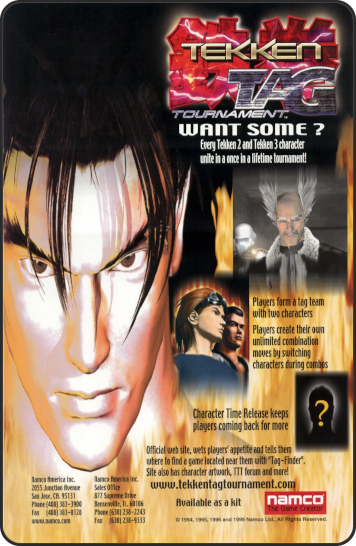 TEKKEN
TAG
TOURNAMENT™
WANT SOME ?
Every Tekken 2 and Tekken 3 character
unite in a once in a lifetime tournament!
Players form a tag team
with two characters
Players create their own
unlimited combination
moves by switching
characters during combos
?
Character Time Release keeps
players coming back for more
Official web site, wets players' appetite and tells them
where to find a game located near them with "Tag-Finder".
Site also has character artwork, TTT forum and more!
www.tekkentagtournament.com
Available as a kit
Namco America Inc.
2055 Junction Avenue
San Jose, CA. 95131
Phone (408) 383-3900
Fax (408) 383-0128
www.namco.com
Namco America Inc.
Sales Office
877 Supreme Drive
Bensenville, IL. 60106
Phone (630) 238-2243
Fax (630) 238-9333
namco
The Game Creator
© 1994, 1995, 1996 and 1999 Namco Ltd., All Rights Reserved.